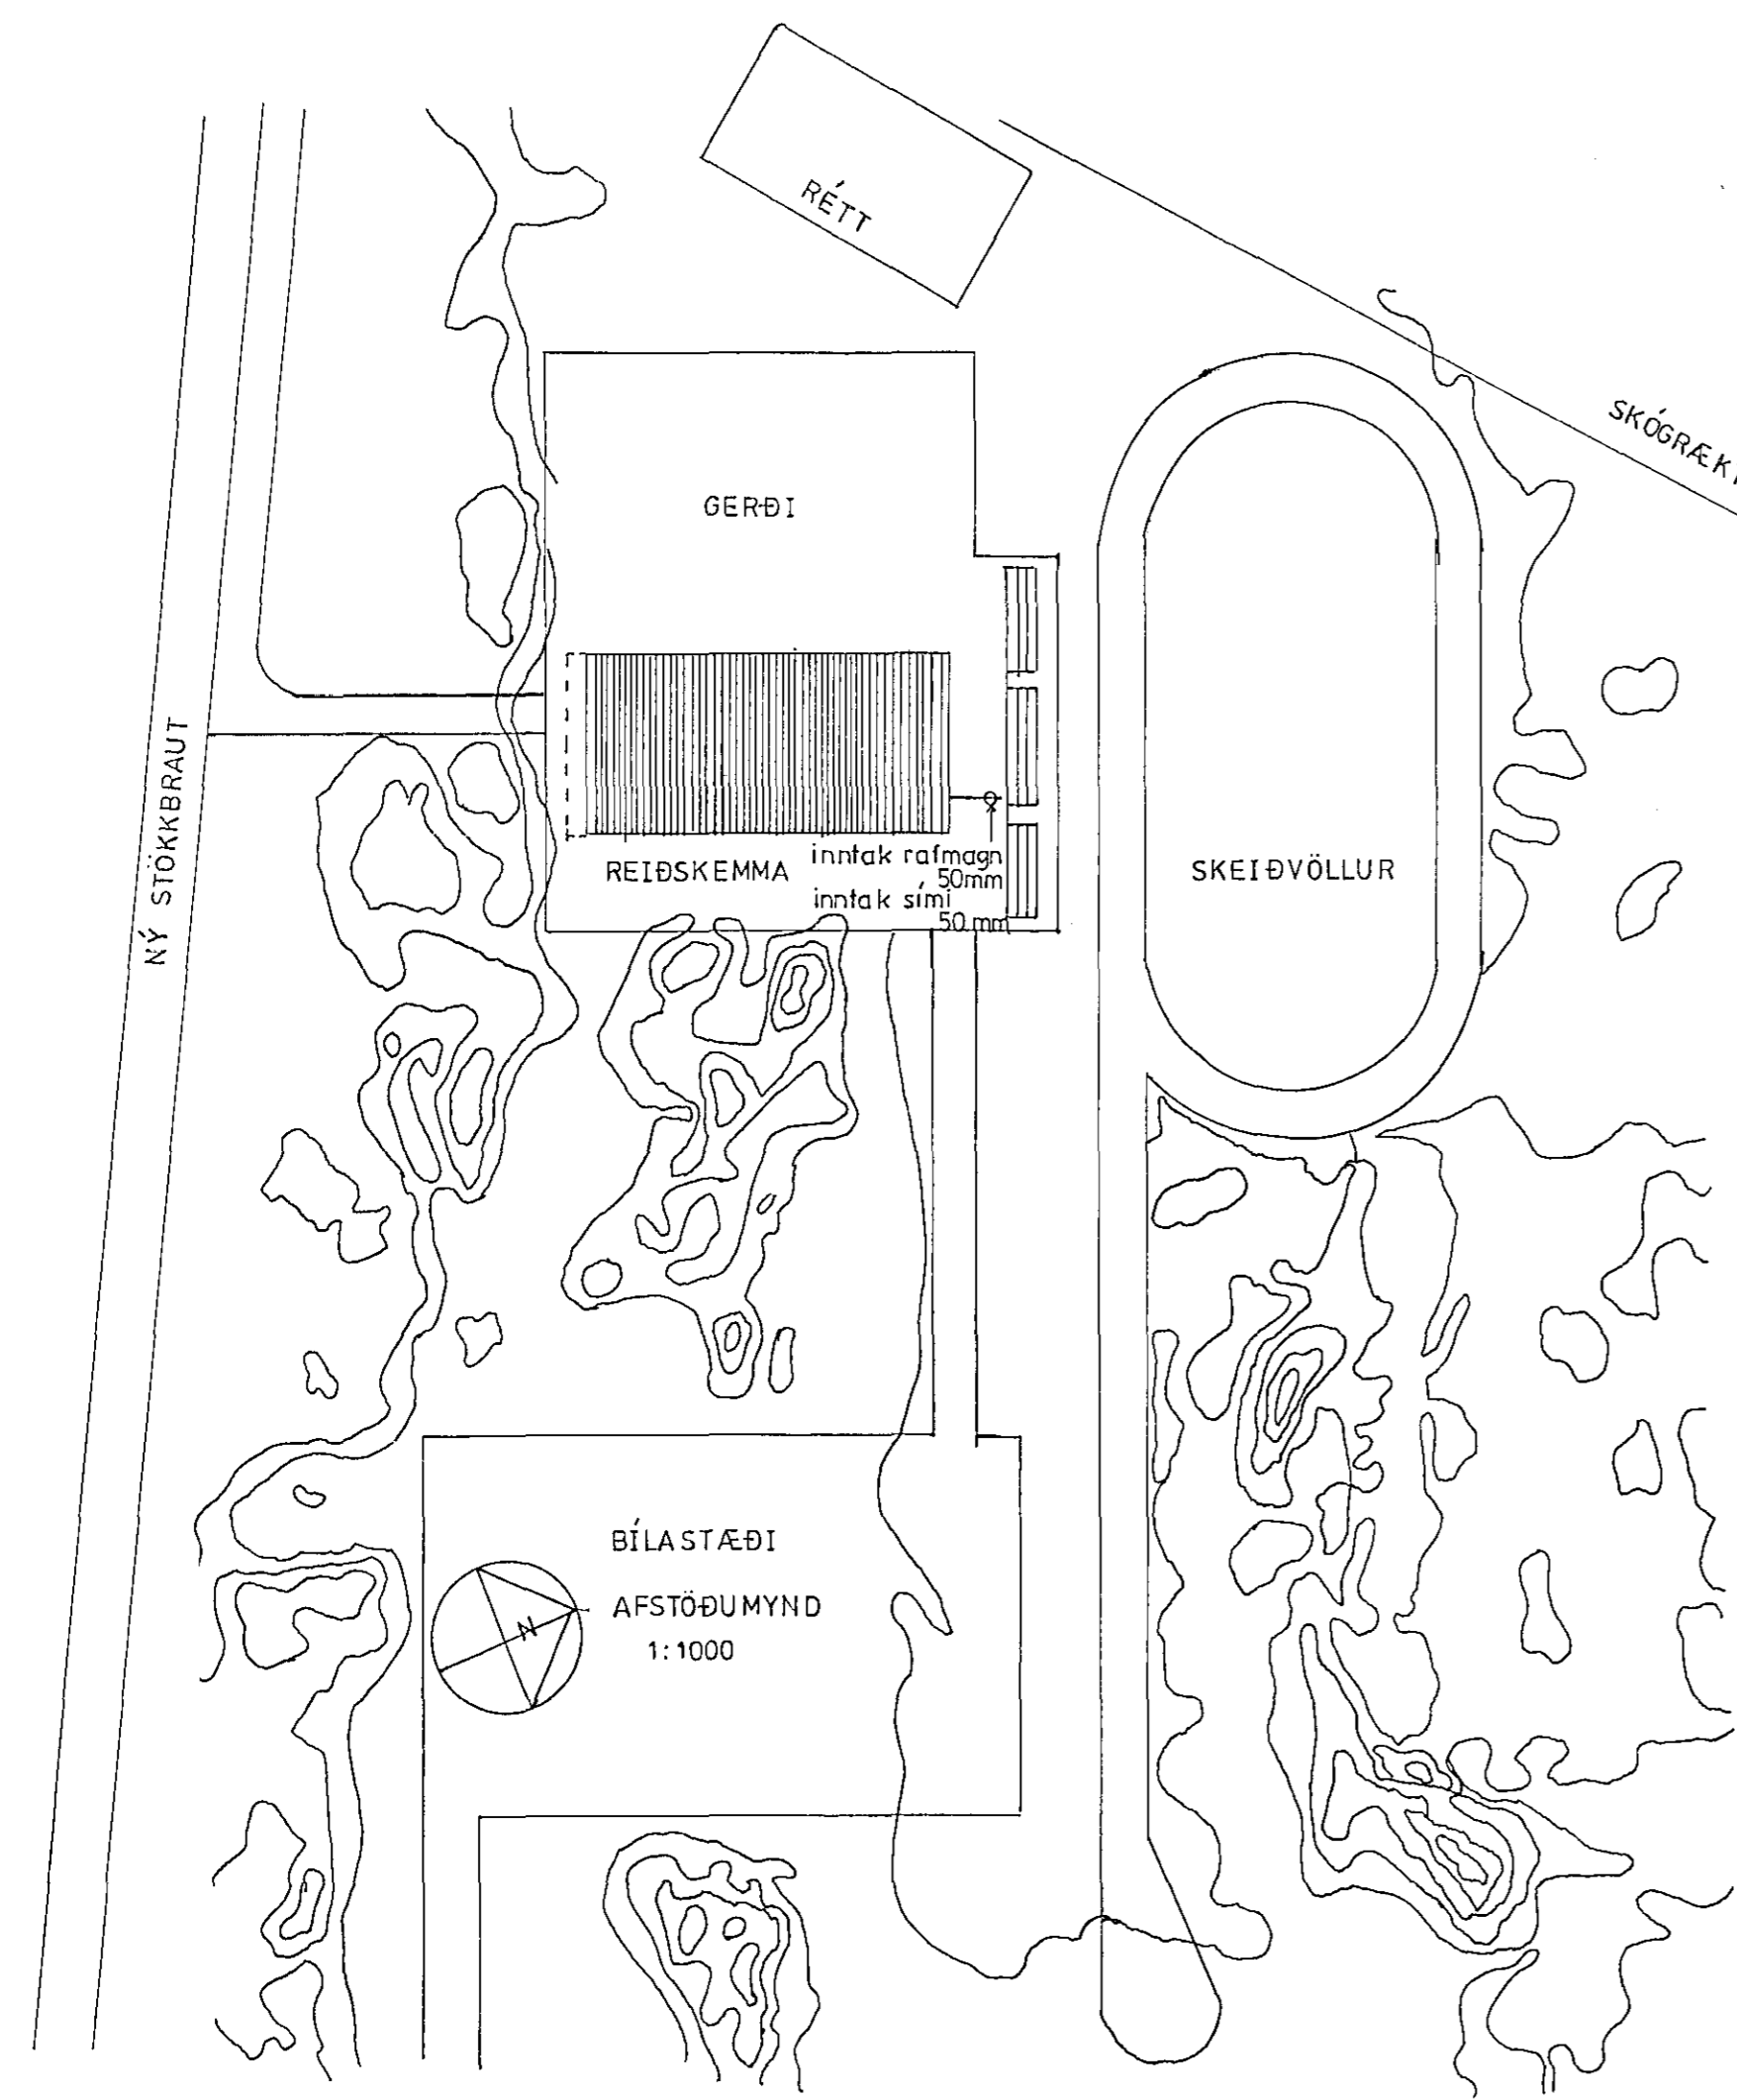 RÉTT
SKÓGRÆKT
GERÐI
NÝ STÖKKBRAUT
REIÐSKEMMA
inntak rafmagn
50mm
inntak sími
50 mm
SKEIÐVÖLLUR
BÍLASTÆÐI
N
AFSTÖÐUMYND
1:1000